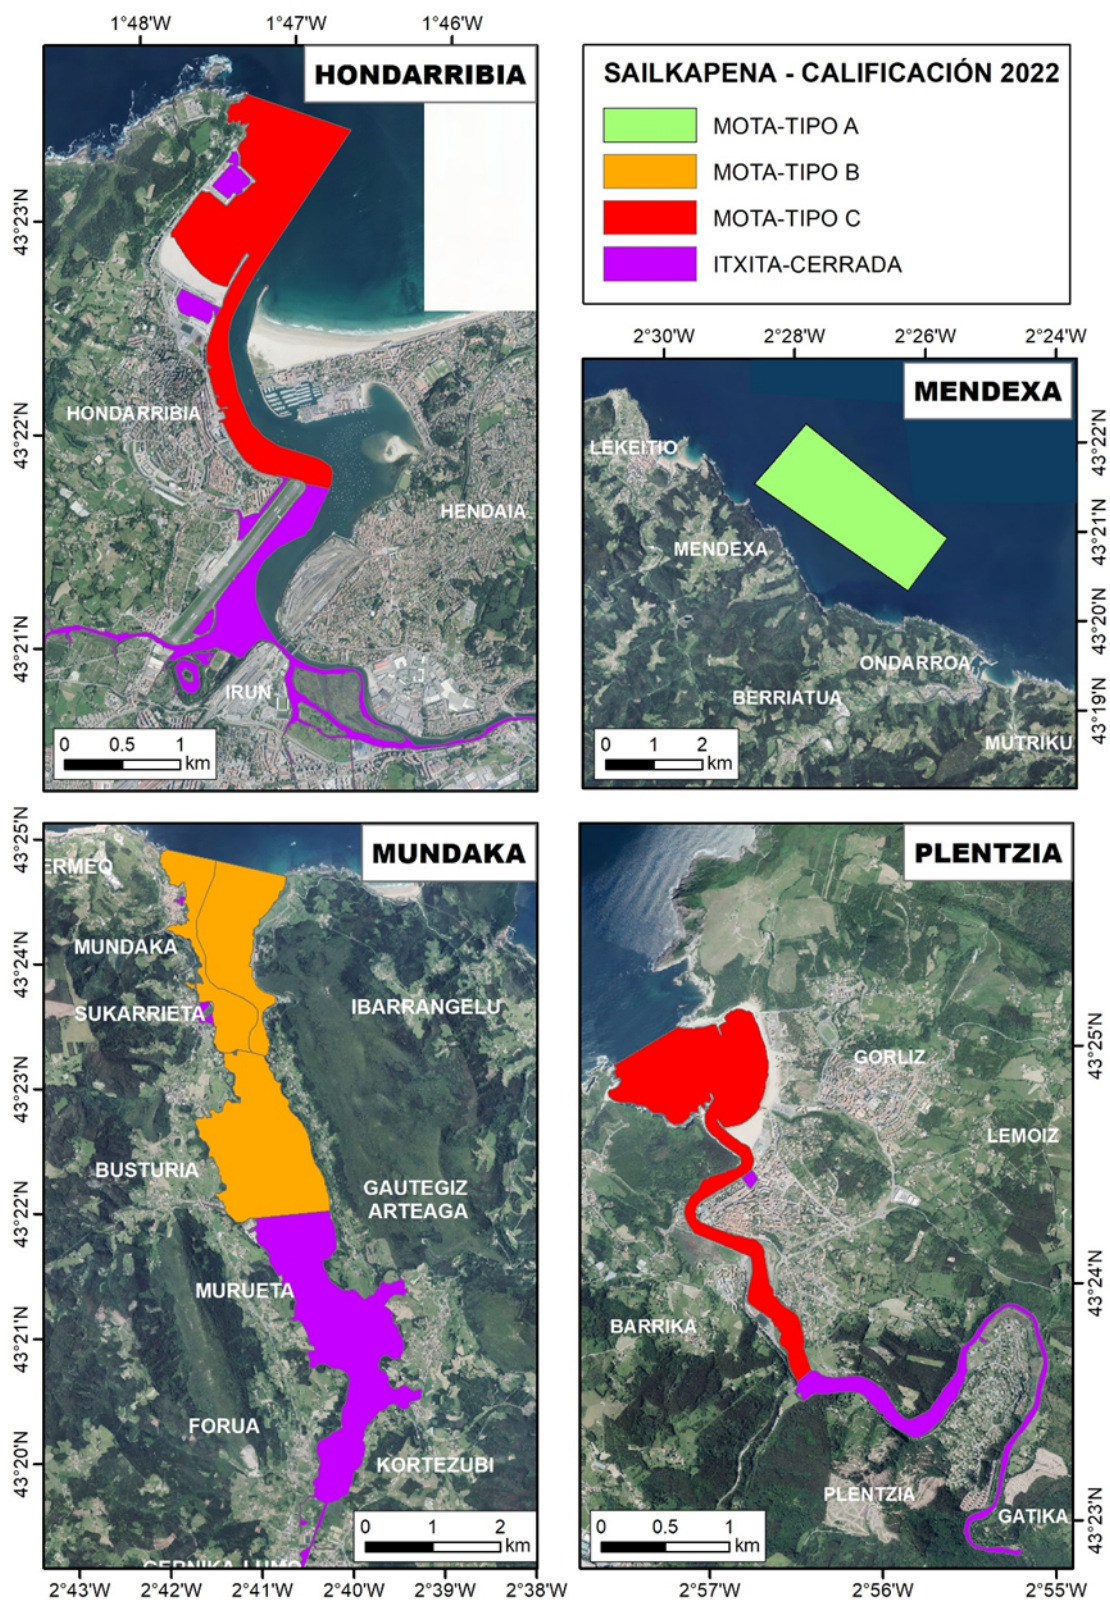 1°48'W
1°47'W
1°46'W
HONDARRIBIA
43°23'N
43°22'N
43°21'N
HONDARRIBIA
HENDAIA
IRUN
0
0.5
1
km
SAILKAPENA - CALIFICACIÓN 2022
MOTA-TIPO A
MOTA-TIPO B
MOTA-TIPO C
ITXITA-CERRADA
2°30'W
2°28'W
2°26'W
2°24'W
MENDEXA
LEKEITIO
MENDEXA
ONDARROA
BERRIATUA
MUTRIKU
43°22'N
43°21'N
43°20'N
43°19'N
0
1
2
km
MUNDAKA
43°25'N
43°24'N
43°23'N
43°22'N
43°21'N
43°20'N
ERMEO
MUNDAKA
SUKARRIETA
IBARRANGELU
BUSTURIA
GAUTEGIZ
ARTEAGA
MURUETA
FORUA
KORTEZUBI
0
1
2
km
2°43'W
2°42'W
2°41'W
2°40'W
2°39'W
2°38'W
PLENTZIA
GORLIZ
LEMOIZ
BARRIKA
PLENTZIA
GATIKA
43°25'N
43°24'N
43°23'N
0
0.5
1
km
2°57'W
2°56'W
2°55'W